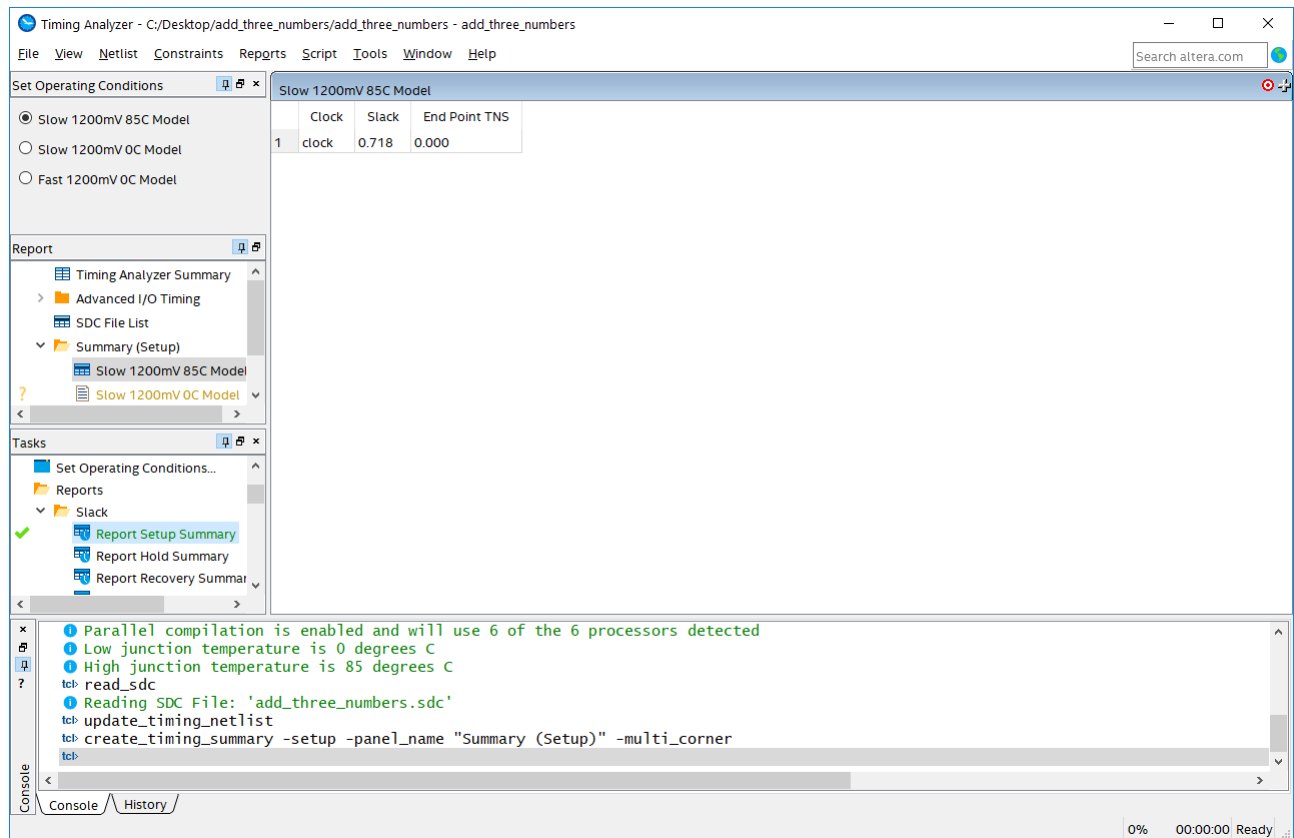 Timing Analyzer - C:/Desktop/add_three_numbers/add_three_numbers - add_three_numbers
File View Netlist Constraints Reports Script Tools Window Help
Search altera.com
Set Operating Conditions
Slow 1200mV 85C Model
Slow 1200mV 0C Model
Fast 1200mV 0C Model
Report
Timing Analyzer Summary
Advanced I/O Timing
SDC File List
Summary (Setup)
Slow 1200mV 85C Model
? Slow 1200mV 0C Model
Tasks
Set Operating Conditions...
Reports
Slack
Report Setup Summary
Report Hold Summary
Report Recovery Summar
Slow 1200mV 85C Model
Clock Slack End Point TNS
1 clock 0.718 0.000
Parallel compilation is enabled and will use 6 of the 6 processors detected
Low junction temperature is 0 degrees C
High junction temperature is 85 degrees C
tcl> read_sdc
Reading SDC File: 'add_three_numbers.sdc'
tcl> update_timing_netlist
tcl> create_timing_summary -setup -panel_name "Summary (Setup)" -multi_corner
tcl>
Console
Console History
0% 00:00:00 Ready